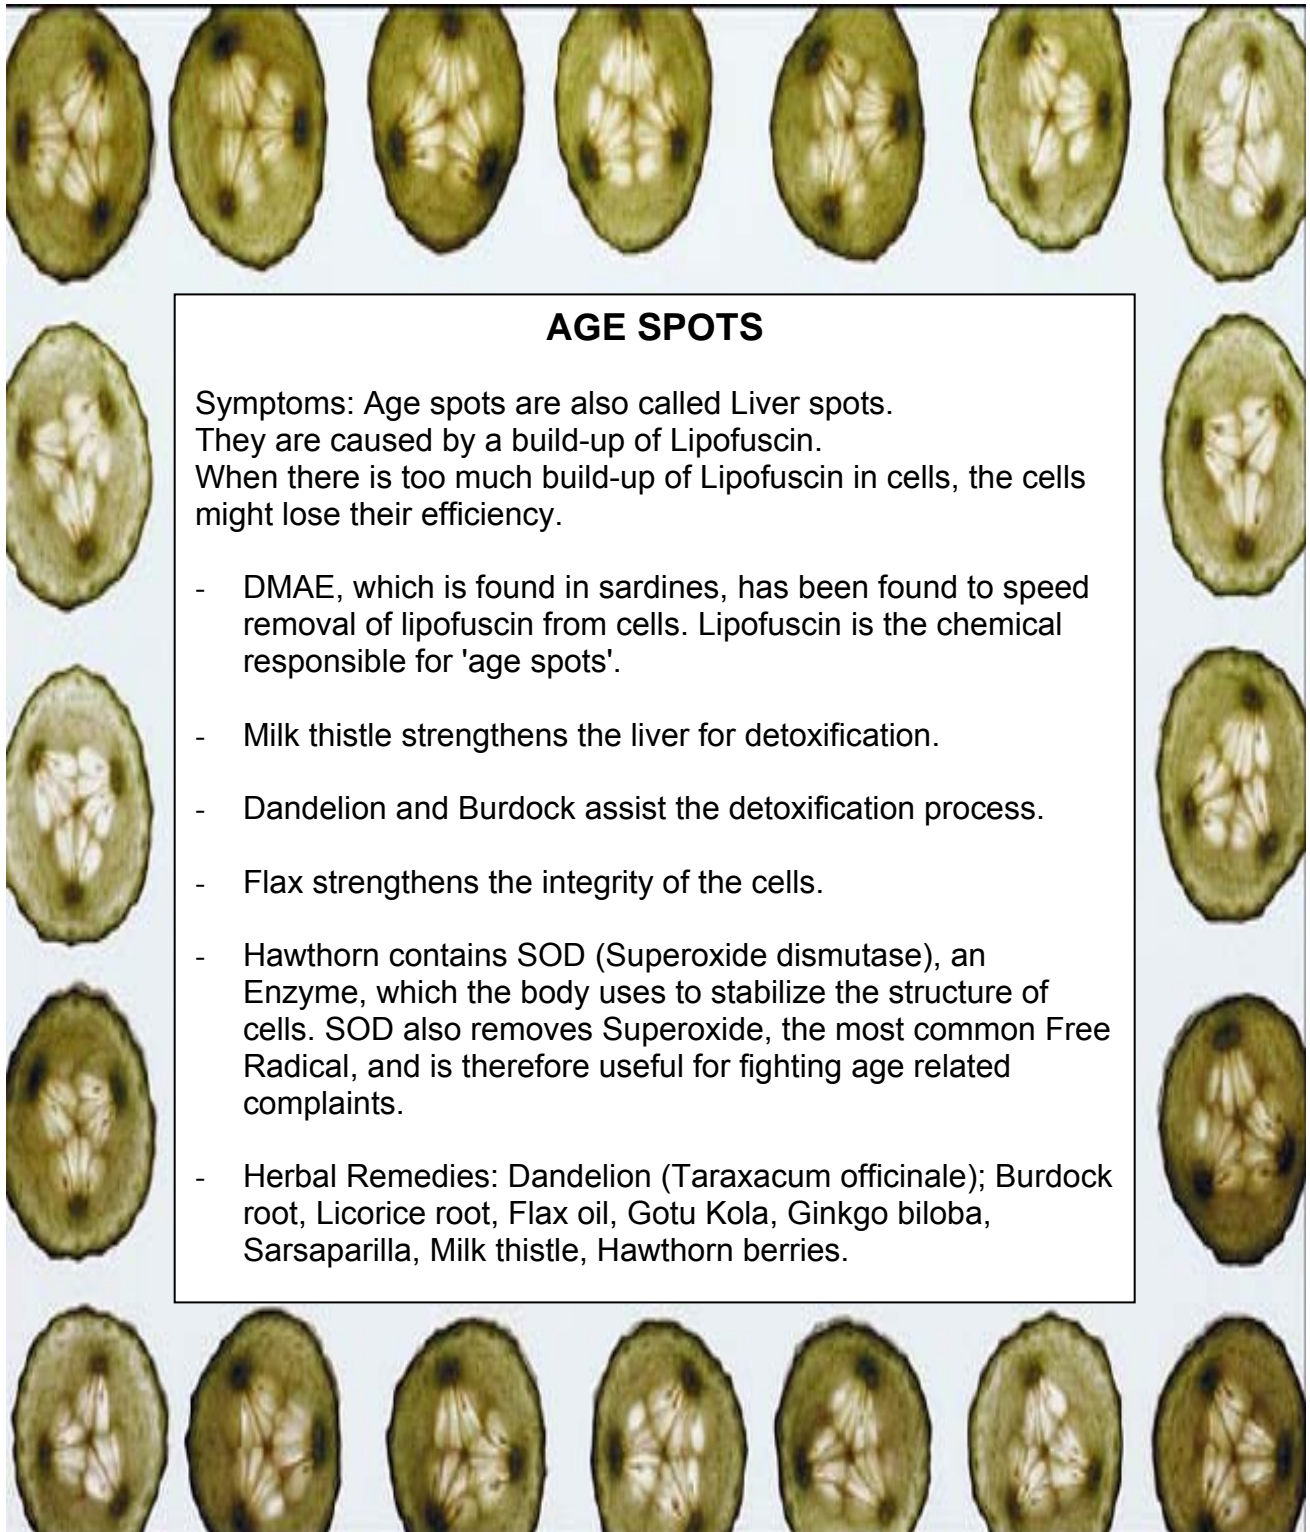 AGE SPOTS
Symptoms: Age spots are also called Liver spots.
They are caused by a build-up of Lipofuscin.
When there is too much build-up of Lipofuscin in cells, the cells
might lose their efficiency.
- DMAE, which is found in sardines, has been found to speed
removal of lipofuscin from cells. Lipofuscin is the chemical
responsible for 'age spots'.
- Milk thistle strengthens the liver for detoxification.
- Dandelion and Burdock assist the detoxification process.
- Flax strengthens the integrity of the cells.
- Hawthorn contains SOD (Superoxide dismutase), an
Enzyme, which the body uses to stabilize the structure of
cells. SOD also removes Superoxide, the most common Free
Radical, and is therefore useful for fighting age related
complaints.
- Herbal Remedies: Dandelion (Taraxacum officinale); Burdock
root, Licorice root, Flax oil, Gotu Kola, Ginkgo biloba,
Sarsaparilla, Milk thistle, Hawthorn berries.